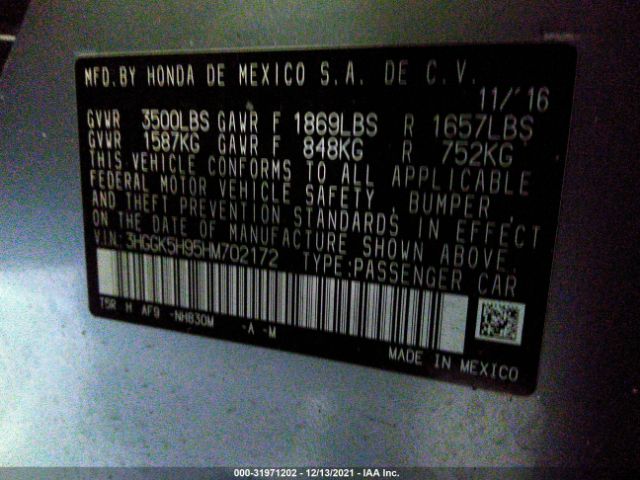 MFD. BY HONDA DE MEXICO S.A. DE C.V.
11/'16
GVWR 3500LBS GAWR F 1869LBS R 1657LBS
GVWR 1587KG GAWR F 848KG R 752KG
THIS VEHICLE CONFORMS TO ALL APPLICABLE
FEDERAL MOTOR VEHICLE SAFETY, BUMPER,
AND THEFT PREVENTION STANDARDS IN EFFECT
ON THE DATE OF MANUFACTURE SHOWN ABOVE.
VIN: 3HGGK5H95HM702172 TYPE: PASSENGER CAR
T5R H AF9 -NH830M -A -M
MADE IN MEXICO
000-31971202 - 12/13/2021 - IAA Inc.